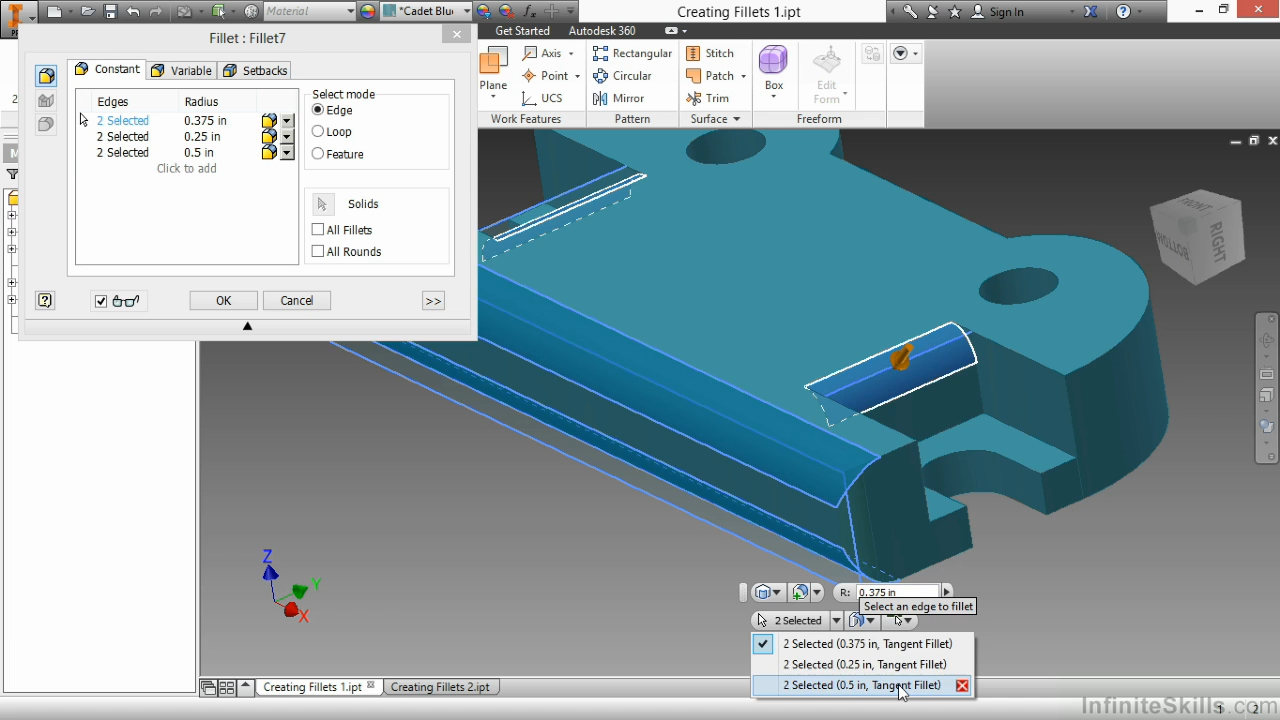 Material
*Cadet Blu
Creating Fillets 1.ipt
Sign In
Fillet : Fillet7
Get Started
Autodesk 360
Constant
Variable
Setbacks
Edges
Radius
2 Selected
0.375 in
2 Selected
0.25 in
2 Selected
0.5 in
Click to add
Select mode
Edge
Loop
Feature
Solids
All Fillets
All Rounds
OK
Cancel
>>
Plane
Axis
Point
UCS
Work Features
Rectangular
Circular
Mirror
Pattern
Stitch
Patch
Trim
Surface
Box
Edit
Form
Freeform
FRONT
RIGHT
BOTTOM
Z
Y
X
R:
0.375 in
Select an edge to fillet
2 Selected
2 Selected (0.375 in, Tangent Fillet)
2 Selected (0.25 in, Tangent Fillet)
2 Selected (0.5 in, Tangent Fillet)
Creating Fillets 1.ipt
Creating Fillets 2.ipt
InfiniteSkills.com
1
2